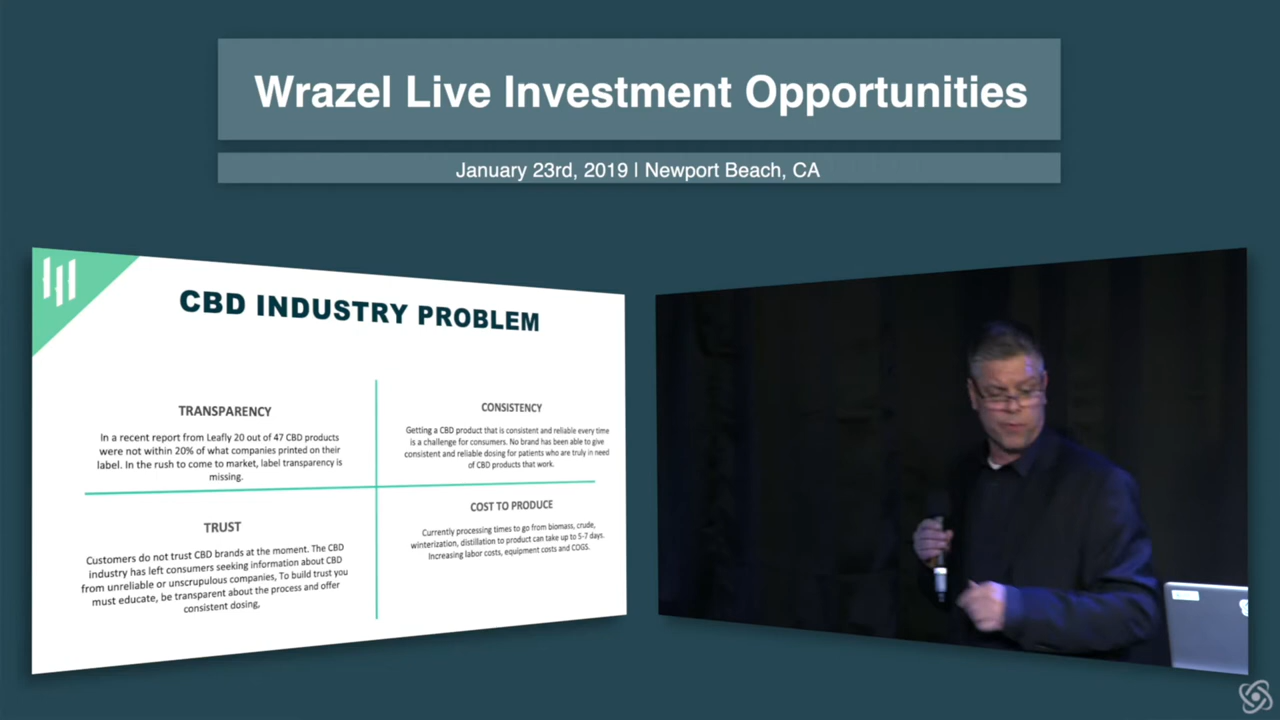 Wrazel Live Investment Opportunities
January 23rd, 2019 | Newport Beach, CA
CBD INDUSTRY PROBLEM
TRANSPARENCY
In a recent report from Leafly 20 out of 47 CBD products
were not within 20% of what companies printed on their
label. In the rush to come to market, label transparency is
missing.
CONSISTENCY
Getting a CBD product that is consistent and reliable every time
is a challenge for consumers. No brand has been able to give
consistent and reliable dosing for patients who are truly in need
of CBD products that work.
TRUST
Customers do not trust CBD brands at the moment. The CBD
industry has left consumers seeking information about CBD
from unreliable or unscrupulous companies, To build trust you
must educate, be transparent about the process and offer
consistent dosing,
COST TO PRODUCE
Currently processing times to go from biomass, crude,
winterization, distillation to product can take up to 5-7 days.
Increasing labor costs, equipment costs and COGS.